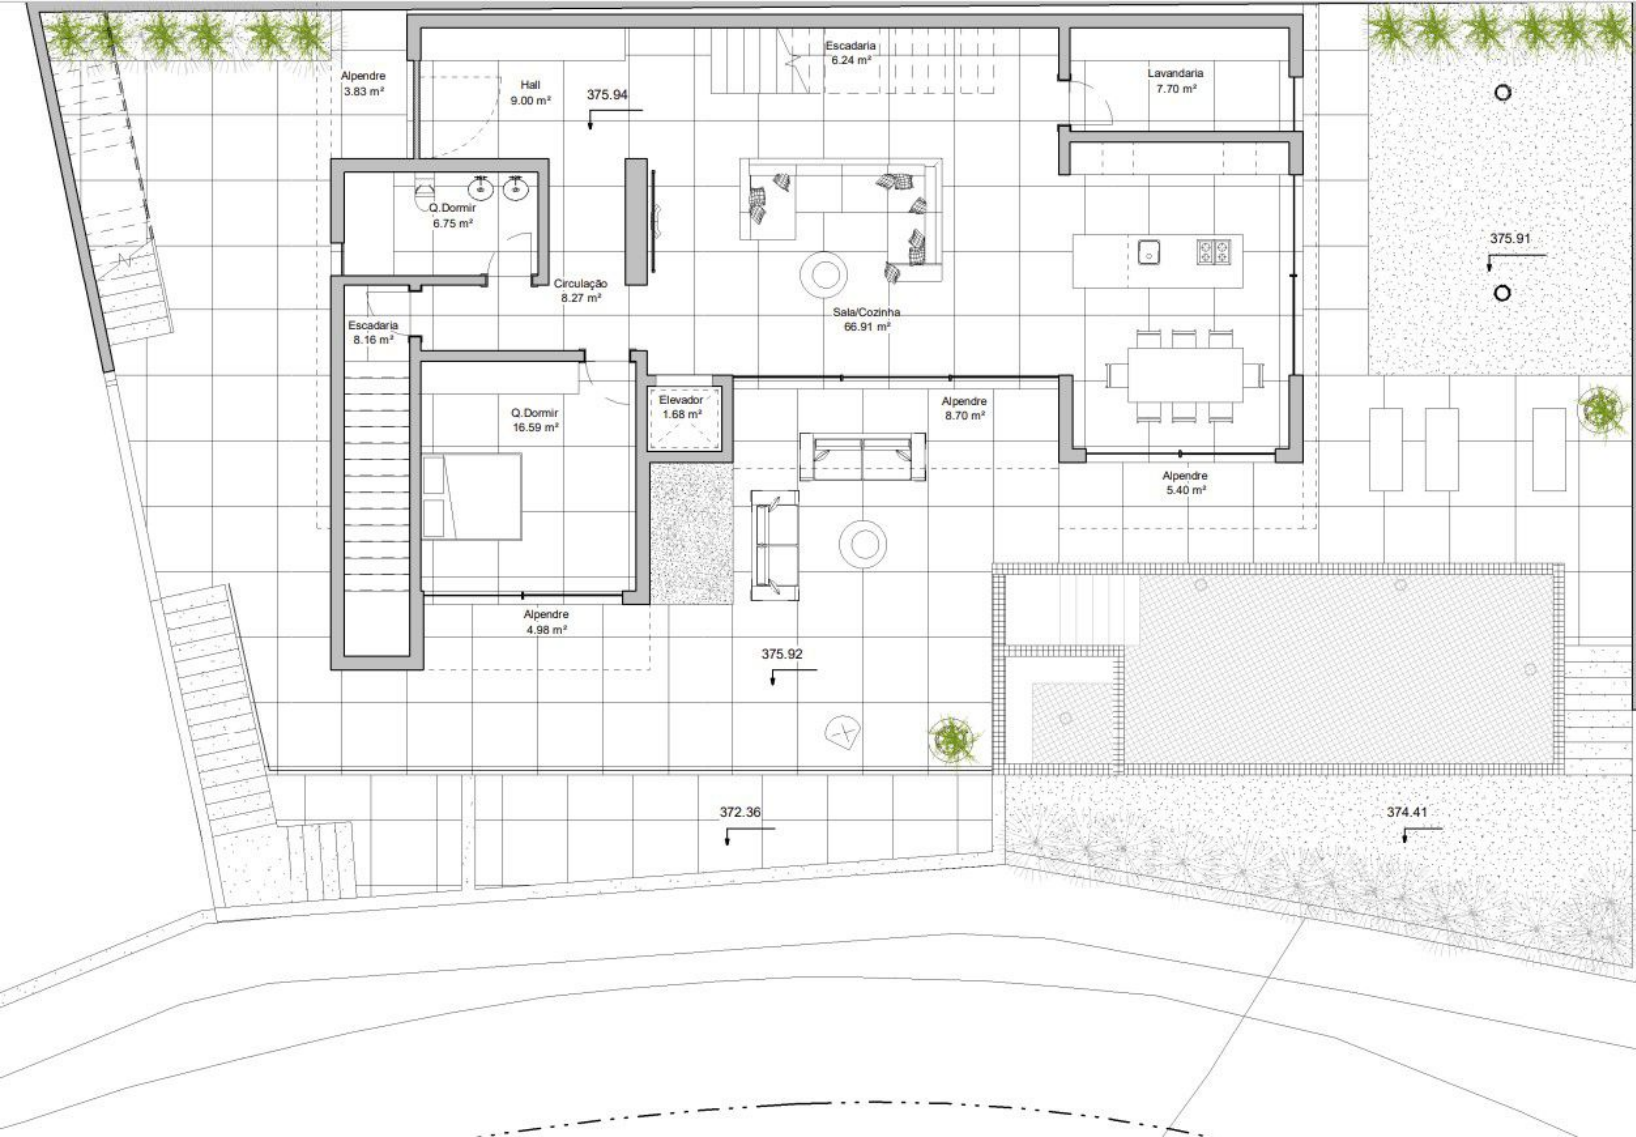 Escadaria
6.24 m²
Alpendre
3.83 m²
Hall
9.00 m²
375.94
Lavandaria
7.70 m²
Q.Dormir
6.75 m²
375.91
Circulação
8.27 m²
Sala/Cozinha
66.91 m²
Escadaria
8.16 m²
Q.Dormir
16.59 m²
Elevador
1.68 m²
Alpendre
8.70 m²
Alpendre
5.40 m²
Alpendre
4.98 m²
375.92
372.36
374.41